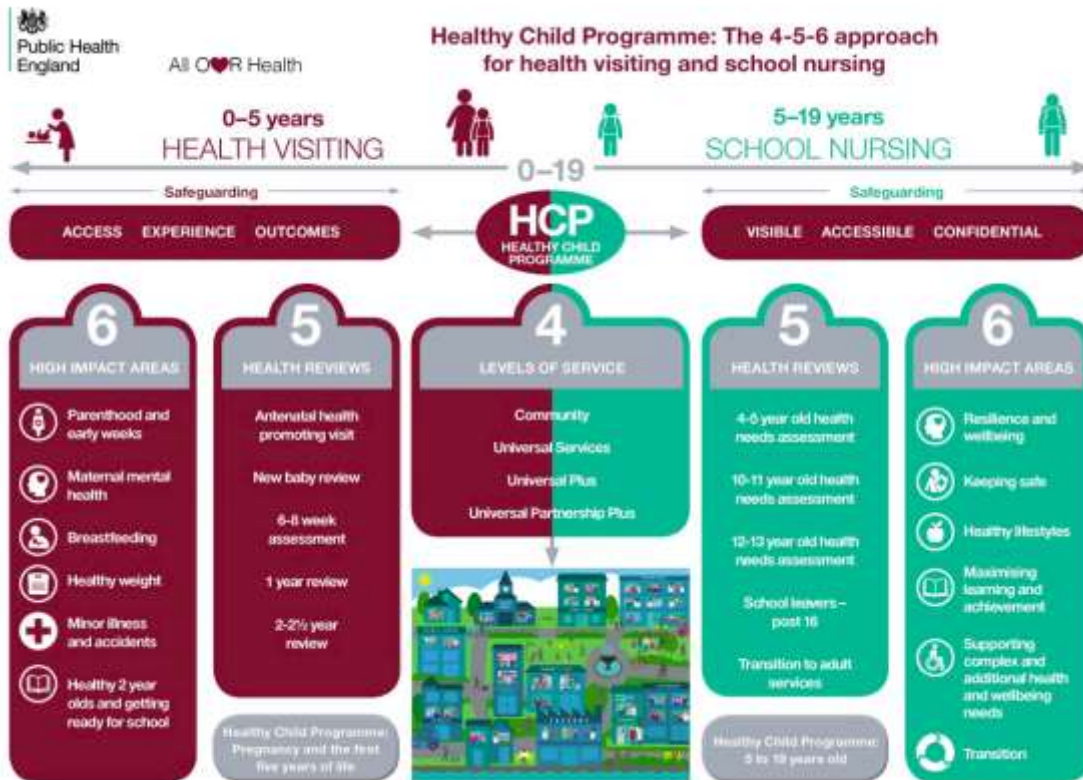 Public Health
England
All OUR Health
Healthy Child Programme: The 4-5-6 approach
for health visiting and school nursing
0–5 years
HEALTH VISITING
5–19 years
SCHOOL NURSING
0–19
Safeguarding
Safeguarding
ACCESS EXPERIENCE OUTCOMES
HCP
HEALTHY CHILD
PROGRAMME
VISIBLE ACCESSIBLE CONFIDENTIAL
6
HIGH IMPACT AREAS
Parenthood and
early weeks
Maternal mental
health
Breastfeeding
Healthy weight
Minor illness
and accidents
Healthy 2 year
olds and getting
ready for school
5
HEALTH REVIEWS
Antenatal health
promoting visit
New baby review
6-8 week
assessment
1 year review
2-2½ year
review
Healthy Child Programme:
Pregnancy and the first
five years of life
4
LEVELS OF SERVICE
Community
Universal Services
Universal Plus
Universal Partnership Plus
5
HEALTH REVIEWS
4-5 year old health
needs assessment
10-11 year old health
needs assessment
12-13 year old health
needs assessment
School leavers –
post 16
Transition to adult
services
Healthy Child Programme:
5 to 19 years old
6
HIGH IMPACT AREAS
Resilience and
wellbeing
Keeping safe
Healthy lifestyles
Maximising
learning and
achievement
Supporting
complex and
additional health
and wellbeing
needs
Transition